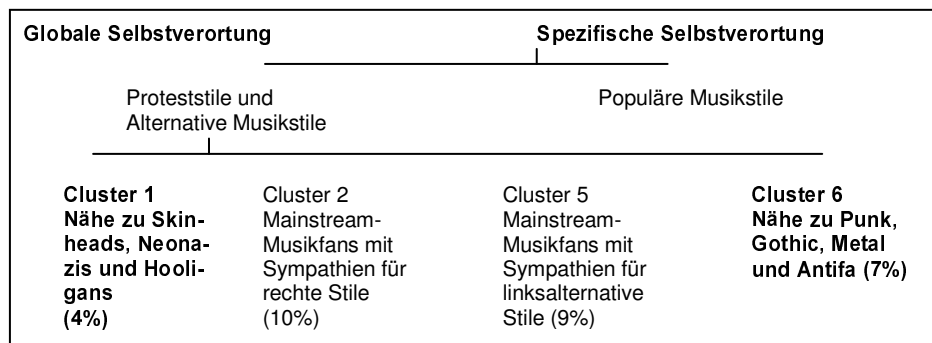 Globale Selbstverortung
Spezifische Selbstverortung
Proteststile und
Alternative Musikstile
Populäre Musikstile
Cluster 1
Nähe zu Skin-
heads, Neona-
zis und Hooli-
gans
(4%)
Cluster 2
Mainstream-
Musikfans mit
Sympathien für
rechte Stile
(10%)
Cluster 5
Mainstream-
Musikfans mit
Sympathien für
linksalternative
Stile (9%)
Cluster 6
Nähe zu Punk,
Gothic, Metal
und Antifa (7%)